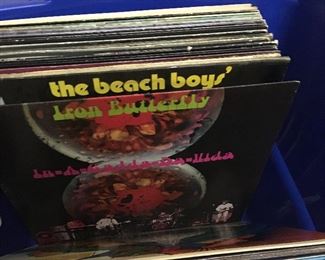 the beach boys'
Iron Butterfly
In-A-Gadda-Da-Vida